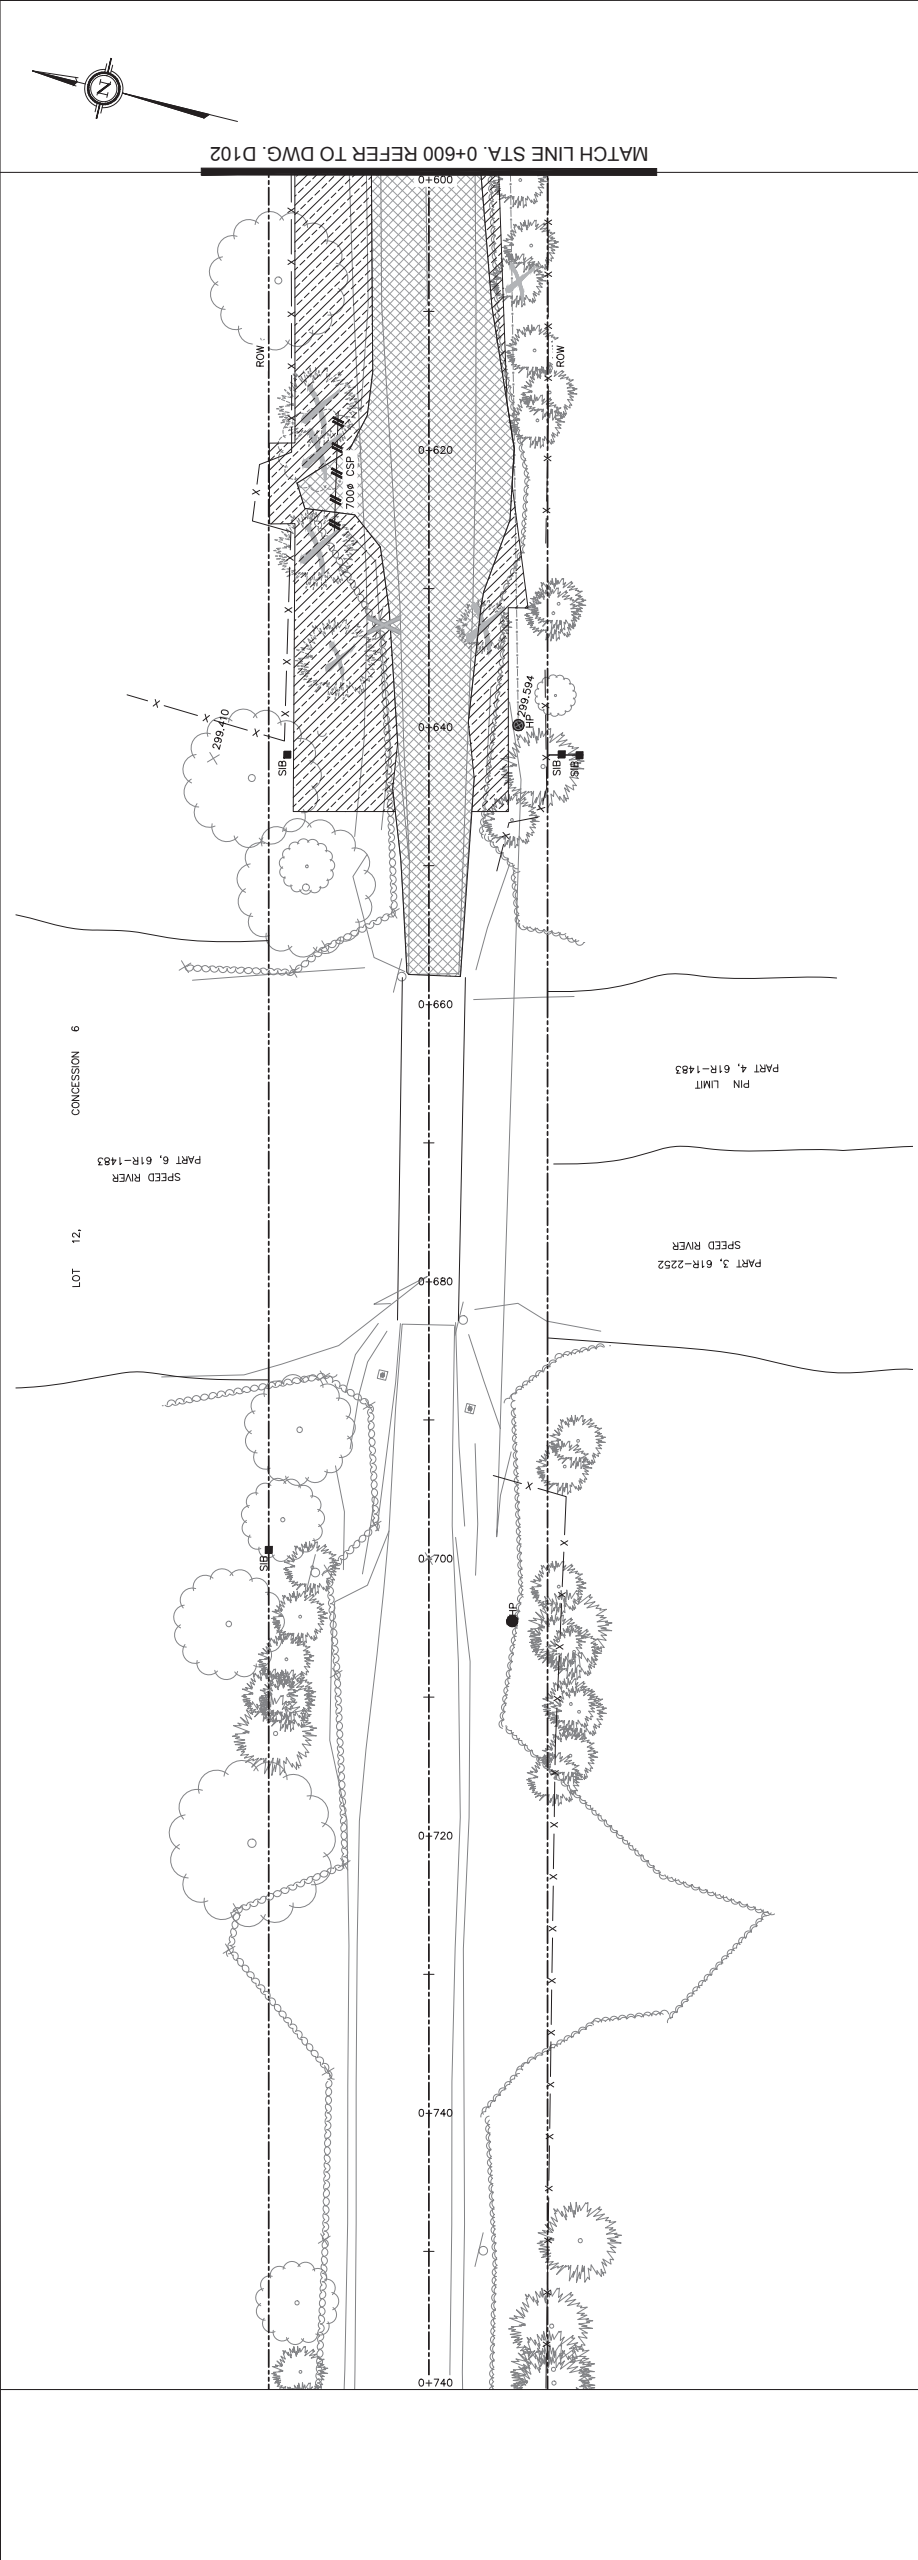 N
MATCH LINE STA. 0+600 REFER TO DWG. D102
0+600
ROW
ROW
0+620
700Ø CSP
299.410
299.594
HP
0+640
SIB
SIB
SIB
0+660
LOT 12, CONCESSION 6
PIN LIMIT
PART 4, 61R-1483
SPEED RIVER
PART 6, 61R-1483
PART 3, 61R-2252
SPEED RIVER
0+680
0+700
SIB
HP
0+720
0+740
0+740